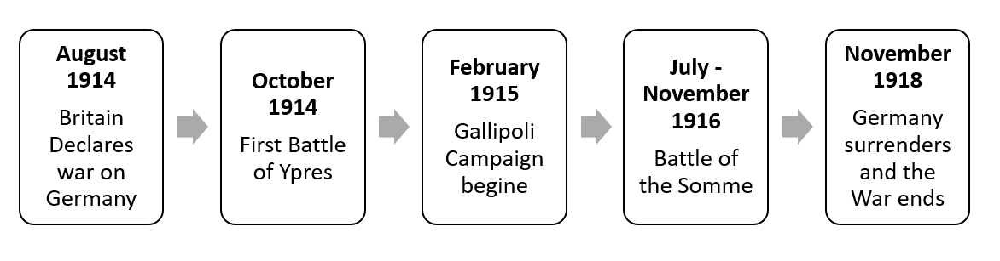 August
1914
Britain
Declares
war on
Germany
October
1914
First Battle
of Ypres
February
1915
Gallipoli
Campaign
begine
July -
November
1916
Battle of
the Somme
November
1918
Germany
surrenders
and the
War ends